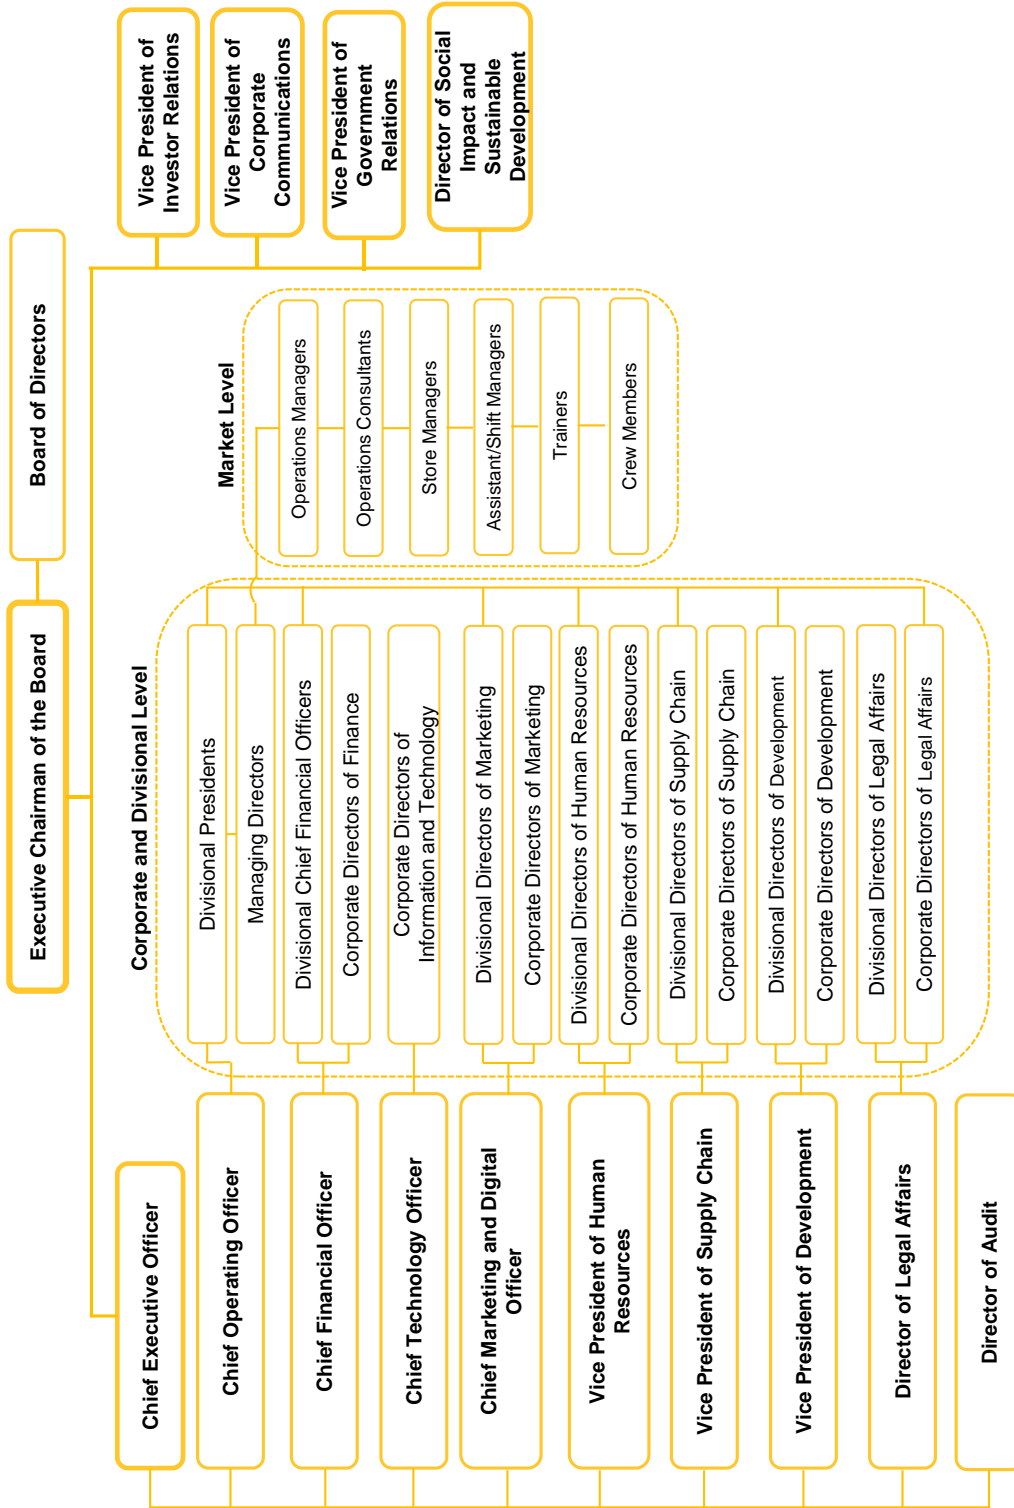 Board of Directors
Executive Chairman of the Board
Chief Executive Officer
Vice President of
Investor Relations
Vice President of
Corporate
Communications
Vice President of
Government
Relations
Director of Social
Impact and
Sustainable
Development
Corporate and Divisional Level
Market Level
Chief Operating Officer
Divisional Presidents
Managing Directors
Operations Managers
Operations Consultants
Store Managers
Assistant/Shift Managers
Trainers
Crew Members
Chief Financial Officer
Divisional Chief Financial Officers
Corporate Directors of Finance
Chief Technology Officer
Corporate Directors of
Information and Technology
Chief Marketing and Digital
Officer
Divisional Directors of Marketing
Corporate Directors of Marketing
Vice President of Human
Resources
Divisional Directors of Human Resources
Corporate Directors of Human Resources
Vice President of Supply Chain
Divisional Directors of Supply Chain
Corporate Directors of Supply Chain
Vice President of Development
Divisional Directors of Development
Corporate Directors of Development
Director of Legal Affairs
Divisional Directors of Legal Affairs
Corporate Directors of Legal Affairs
Director of Audit